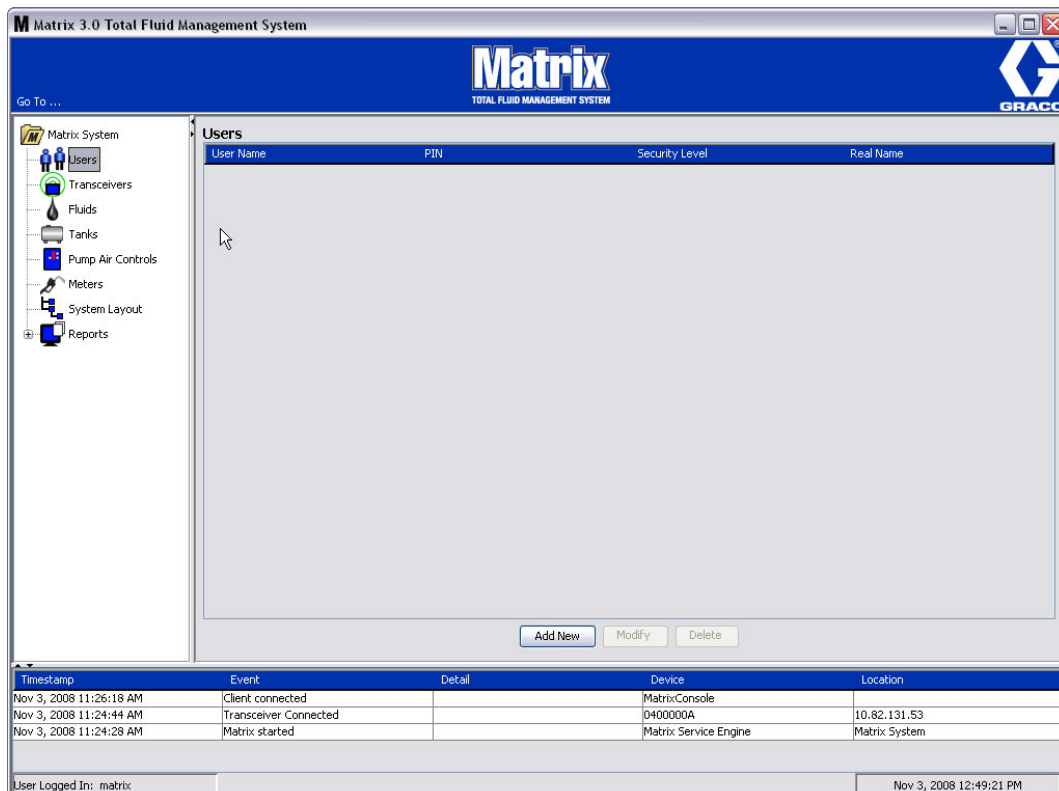 M Matrix 3.0 Total Fluid Management System
Matrix
TOTAL FLUID MANAGEMENT SYSTEM
GRACO
Go To ...
Matrix System
Users
Transceivers
Fluids
Tanks
Pump Air Controls
Meters
System Layout
Reports
Users
User Name PIN Security Level Real Name
Add New Modify Delete
Timestamp Event Detail Device Location
Nov 3, 2008 11:26:18 AM Client connected MatrixConsole
Nov 3, 2008 11:24:44 AM Transceiver Connected 0400000A 10.82.131.53
Nov 3, 2008 11:24:28 AM Matrix started Matrix Service Engine Matrix System
User Logged In: matrix Nov 3, 2008 12:49:21 PM